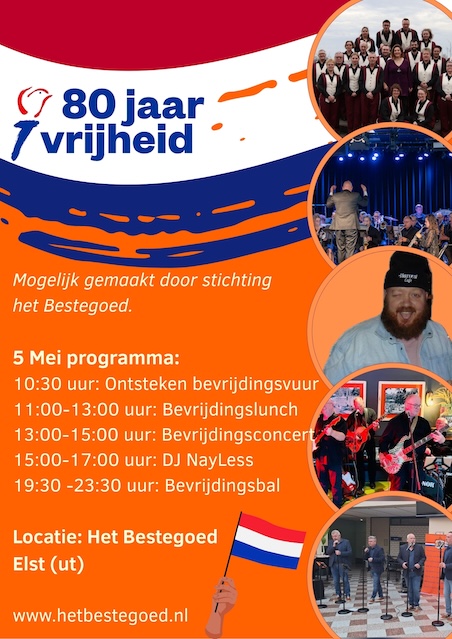 80 jaar
vrijheid
Mogelijk gemaakt door stichting
het Bestegoed.
5 Mei programma:
10:30 uur: Ontsteken bevrijdingsvuur
11:00-13:00 uur: Bevrijdingslunch
13:00-15:00 uur: Bevrijdingsconcert
15:00-17:00 uur: DJ NayLess
19:30 -23:30 uur: Bevrijdingsbal
Locatie: Het Bestegoed
Elst (ut)
www.hetbestegoed.nl